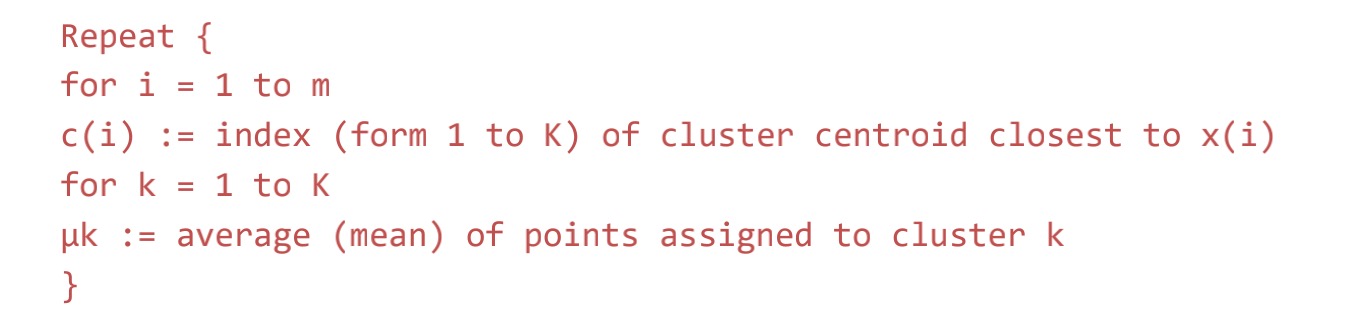 Repeat {
for i = 1 to m
c(i) := index (form 1 to K) of cluster centroid closest to x(i)
for k = 1 to K
μk := average (mean) of points assigned to cluster k
}